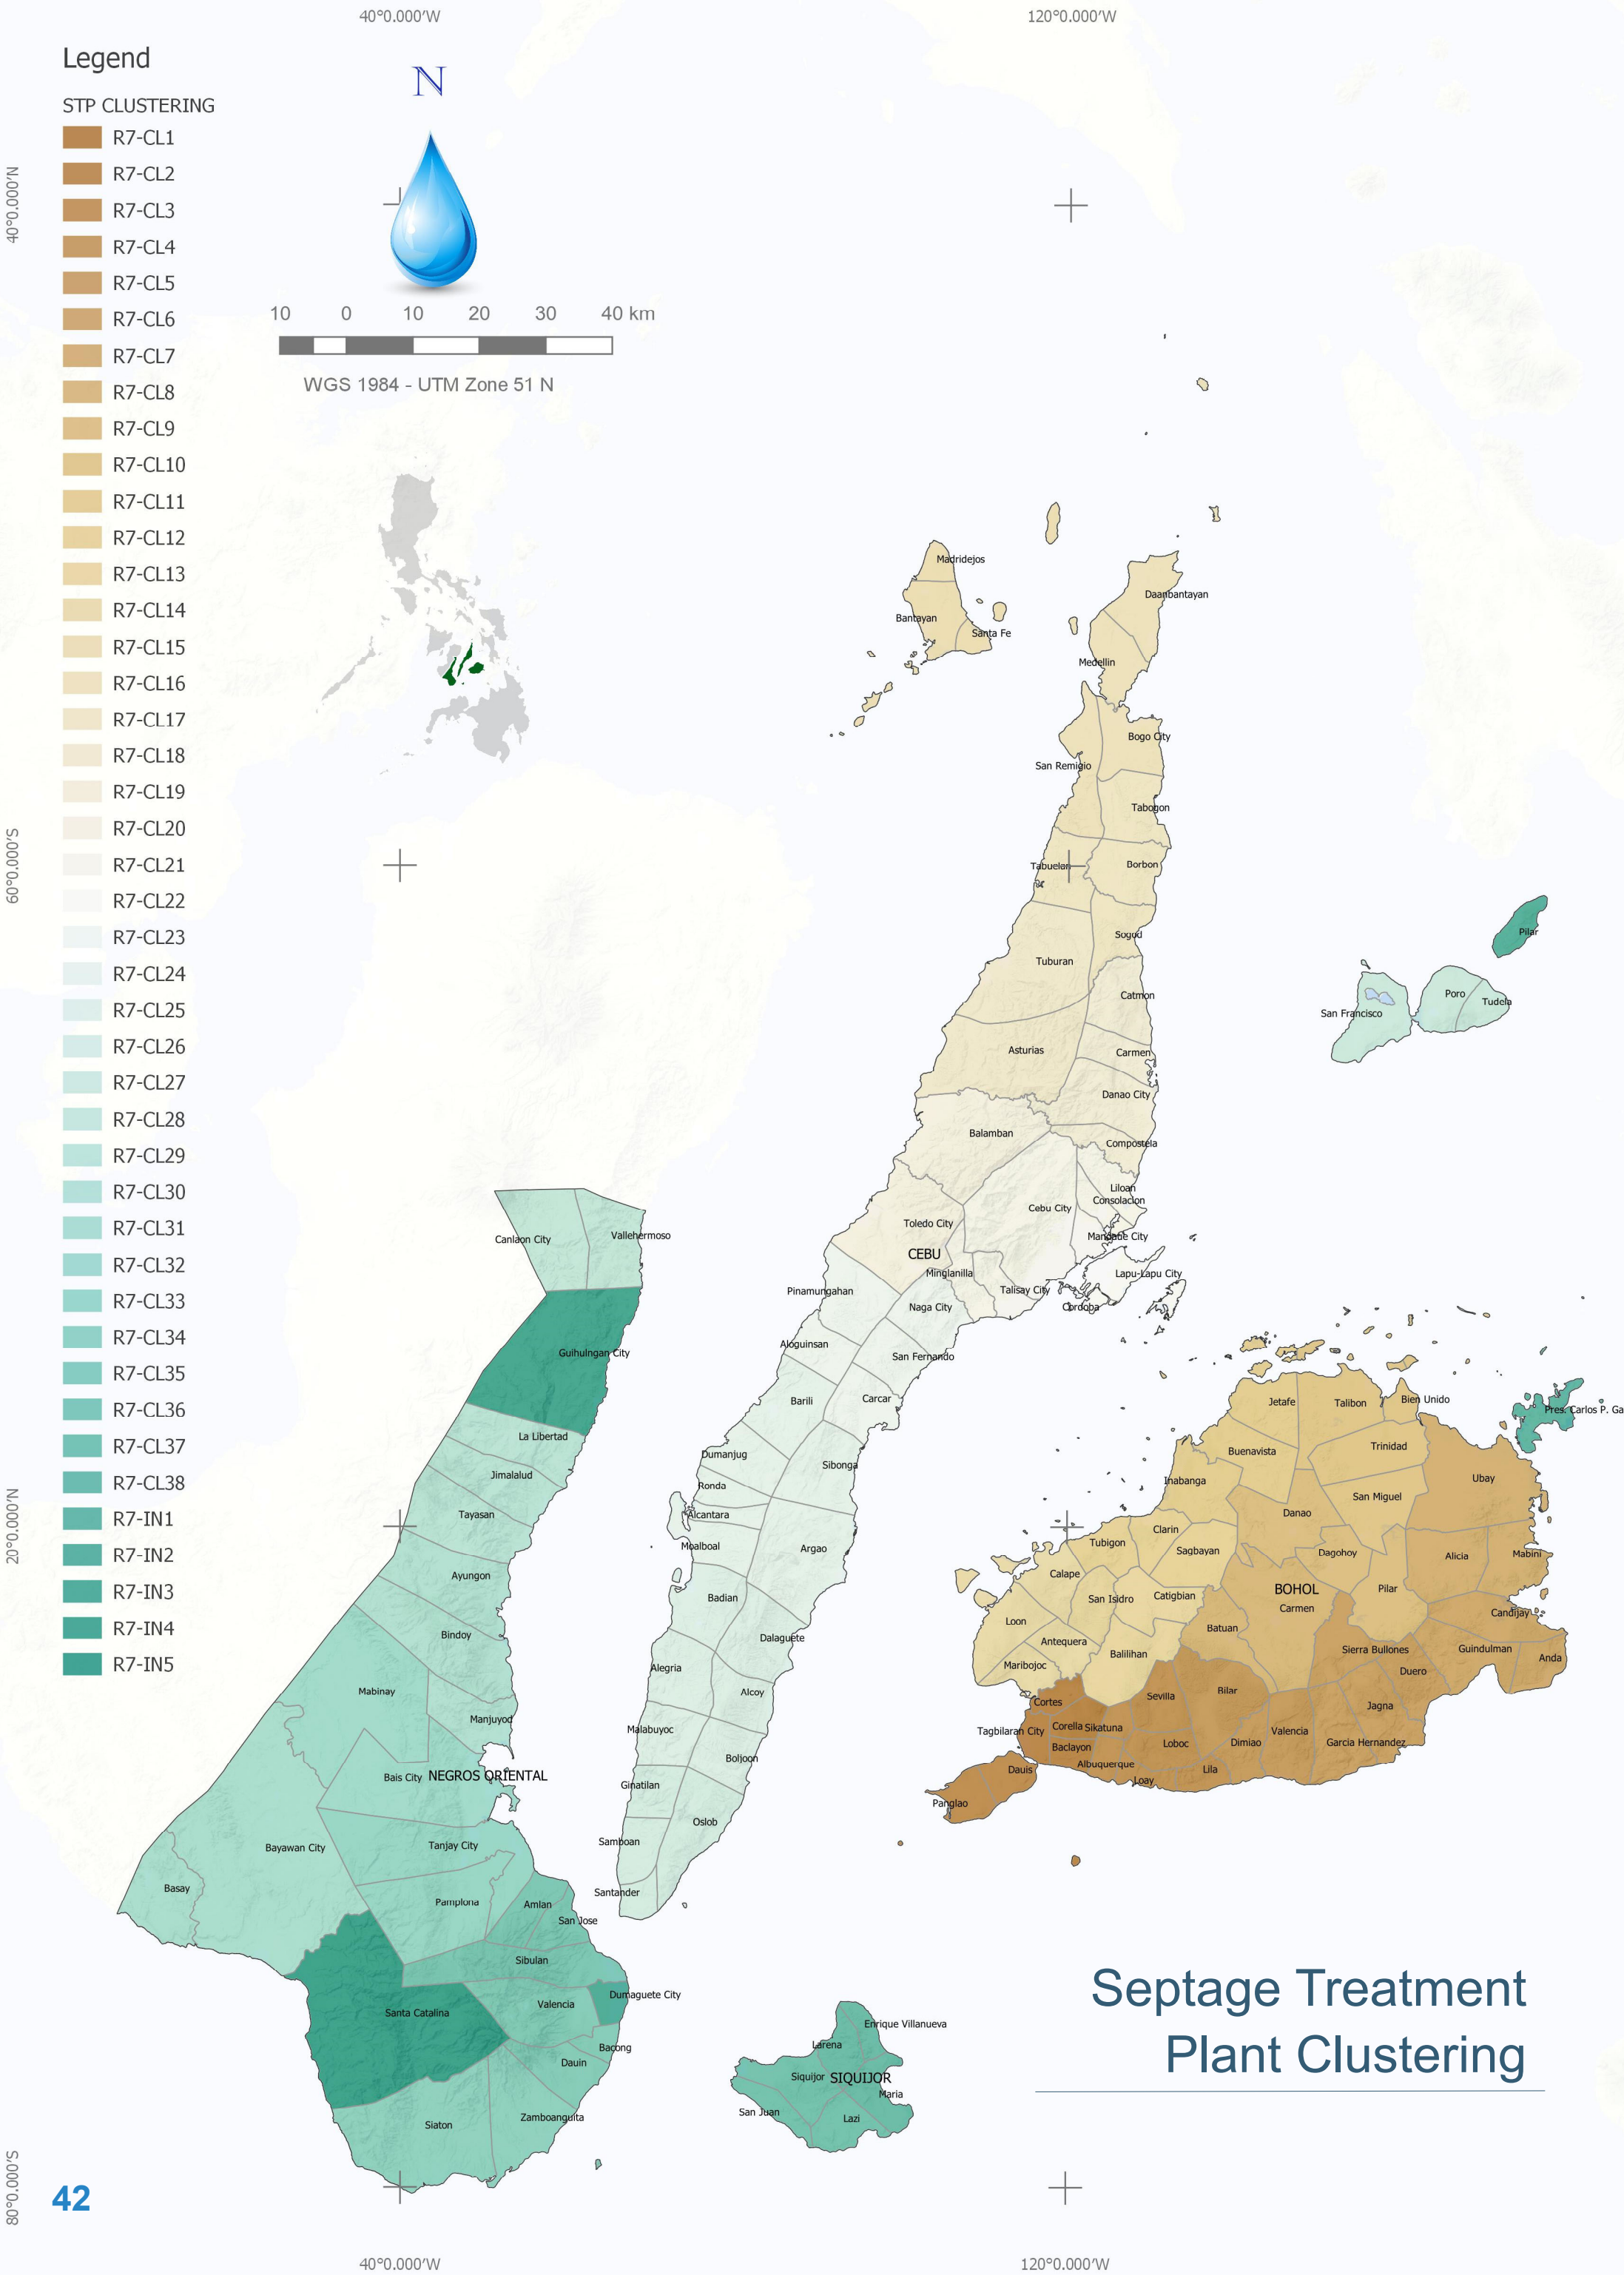 40°0.000'W
120°0.000'W
Legend
N
STP CLUSTERING
R7-CL1
R7-CL2
R7-CL3
R7-CL4
R7-CL5
R7-CL6
R7-CL7
R7-CL8
R7-CL9
R7-CL10
R7-CL11
R7-CL12
R7-CL13
R7-CL14
R7-CL15
R7-CL16
R7-CL17
R7-CL18
R7-CL19
R7-CL20
R7-CL21
R7-CL22
R7-CL23
R7-CL24
R7-CL25
R7-CL26
R7-CL27
R7-CL28
R7-CL29
R7-CL30
R7-CL31
R7-CL32
R7-CL33
R7-CL34
R7-CL35
R7-CL36
R7-CL37
R7-CL38
R7-IN1
R7-IN2
R7-IN3
R7-IN4
R7-IN5
40°0.000'N
60°0.000'S
20°0.000'N
80°0.000'S
10 0 10 20 30 40 km
WGS 1984 - UTM Zone 51 N
Madridejos
Bantayan
Santa Fe
Daanbantayan
Medellin
Bogo City
San Remigio
Tabogon
Tabuelan
Borbon
Sogod
Tuburan
Catmon
Asturias
Carmen
Danao City
Balamban
Compostela
Liloan
Consolacion
Cebu City
Toledo City
Mandaue City
CEBU
Minglanilla
Lapu-Lapu City
Talisay City
Cordoba
Pinamungahan
Naga City
Aloguinsan
San Fernando
Barili
Carcar
Dumanjug
Sibonga
Ronda
Alcantara
Moalboal
Argao
Badian
Dalaguete
Alegria
Alcoy
Malabuyoc
Boljoon
Ginatilan
Oslob
Samboan
Santander
Pilar
Poro
Tudela
San Francisco
Canlaon City
Vallehermoso
Guihulngan City
La Libertad
Jimalalud
Tayasan
Ayungon
Bindoy
Mabinay
Manjuyod
Bais City
NEGROS ORIENTAL
Bayawan City
Tanjay City
Basay
Pamplona
Amlan
San Jose
Sibulan
Dumaguete City
Valencia
Santa Catalina
Bacong
Dauin
Zamboanguita
Siaton
Jetafe
Talibon
Bien Undo
Pres. Carlos P. Ga
Buenavista
Trinidad
Inabanga
Ubay
San Miguel
Danao
Clarin
Tubigon
Sagbayan
Dagohoy
Alicia
Mabini
Calape
BOHOL
Pilar
San Isidro
Catigbian
Carmen
Candijay
Loon
Batuan
Antequera
Sierra Bullones
Guindulman
Balilihan
Anda
Maribojoc
Duero
Bilar
Sevilla
Cortes
Jagna
Tagbilaran City
Corella
Sikatuna
Valencia
Baclayon
Loboc
Dimiao
Garcia Hernandez
Albuquerque
Dauis
Lila
Loay
Panglao
Enrique Villanueva
Larena
Siquijor
SIQUIJOR
Maria
San Juan
Lazi
Septage Treatment
Plant Clustering
42
40°0.000'W
120°0.000'W